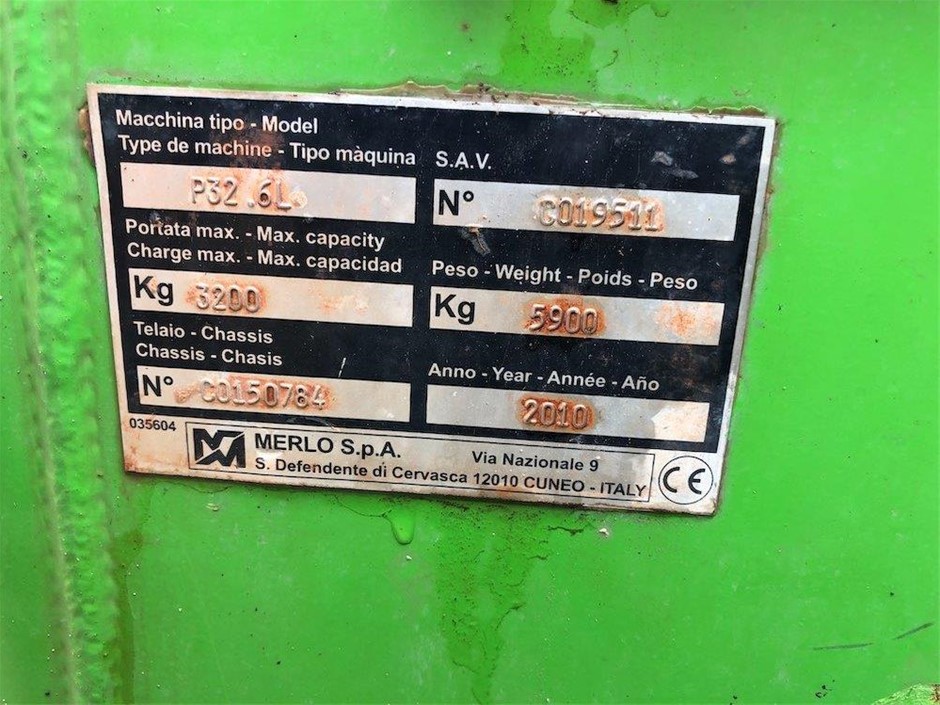 Macchina tipo - Model
Type de machine - Tipo màquina
P32.6L
S.A.V.
N° C019511
Portata max. - Max. capacity
Charge max. - Max. capacidad
Kg 3200
Peso - Weight - Poids - Peso
Kg 5900
Telaio - Chassis
Chassis - Chasis
N° C0150784
Anno - Year - Année - Año
2010
035604
MERLO S.p.A. Via Nazionale 9
S. Defendente di Cervasca 12010 CUNEO - ITALY
CE